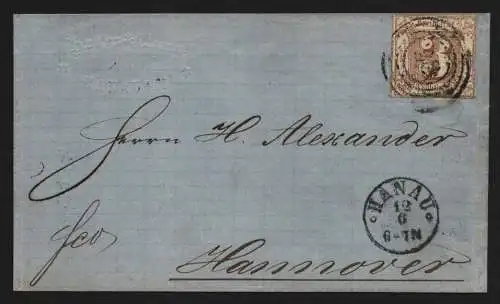 Herrn H. Alexander
HANAU
12
6
6-7N
fco
Hannover